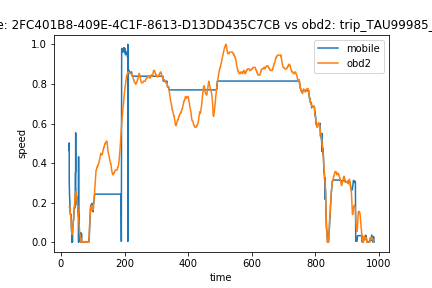 e: 2FC401B8-409E-4C1F-8613-D13DD435C7CB vs obd2: trip_TAU99985_
mobile
obd2
speed
1.0
0.8
0.6
0.4
0.2
0.0
0 200 400 600 800 1000
time